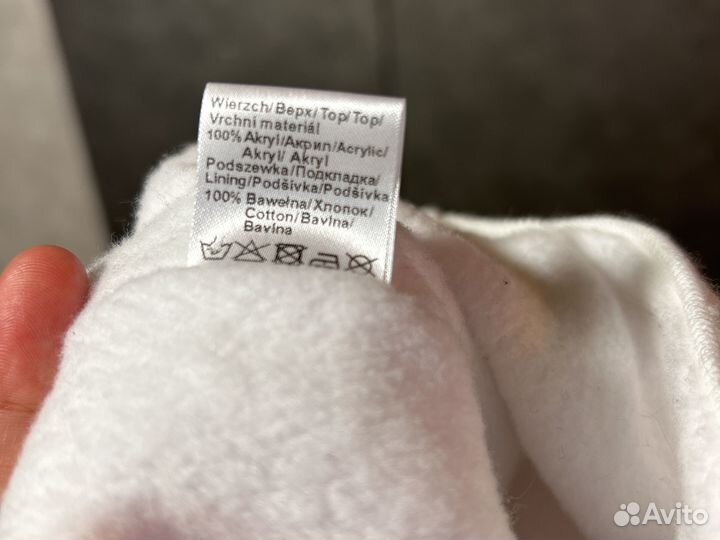 Wierzch/Верх/Top/Top/
Vrchní materiál
100% Akryl/Акрил/Acrylic/
Akryl/ Akryl
Podszewka/Подкладка/
Lining/Podšívka/Podšivka
100% Bawełna/Хлопок/
Cotton/Bavlna/
Bavlna
Avito